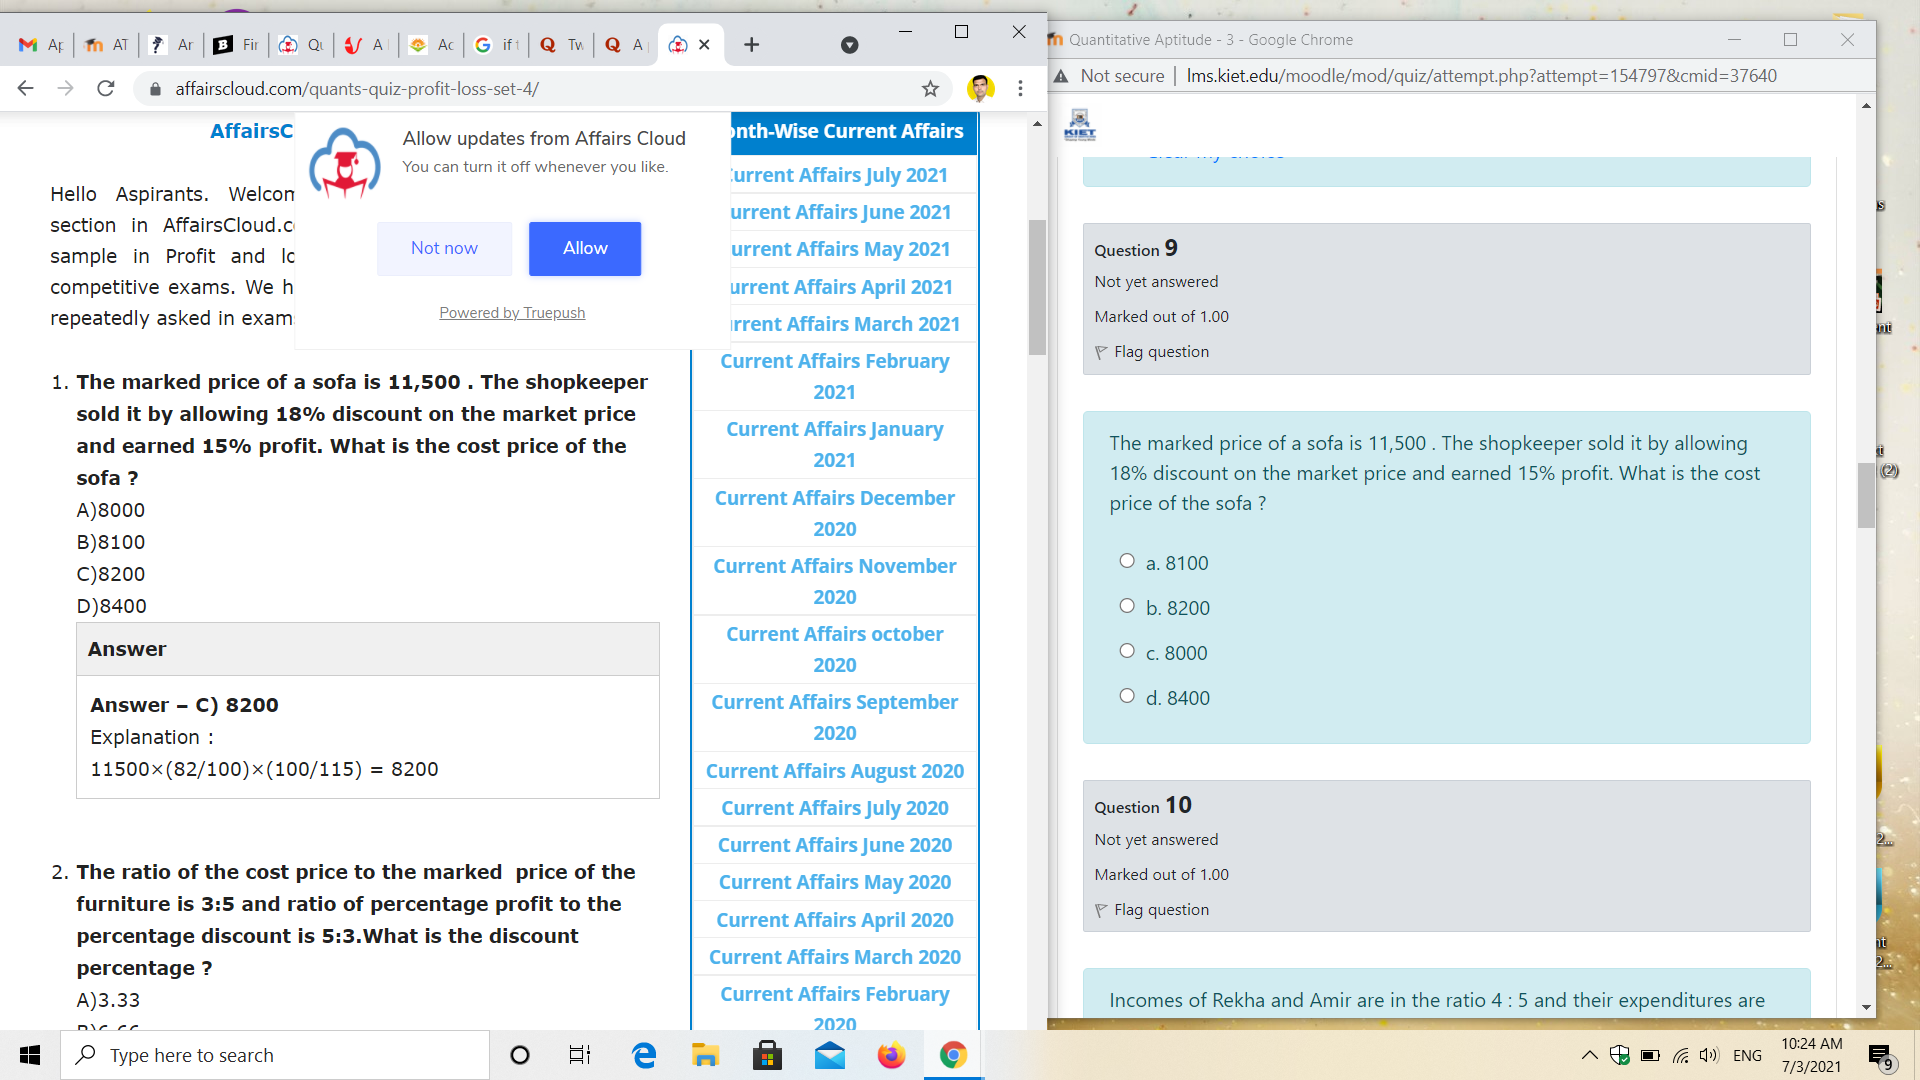 Ap
AT
Ar
Fir
Qu
A
Ac
if
Tw
A
affairscloud.com/quants-quiz-profit-loss-set-4/
AffairsC
Hello Aspirants. Welcom
section in AffairsCloud.co
sample in Profit and lo
competitive exams. We h
repeatedly asked in exam
Allow updates from Affairs Cloud
You can turn it off whenever you like.
Not now
Allow
Powered by Truepush
1. The marked price of a sofa is 11,500 . The shopkeeper
sold it by allowing 18% discount on the market price
and earned 15% profit. What is the cost price of the
sofa ?
A)8000
B)8100
C)8200
D)8400
Answer
Answer – C) 8200
Explanation :
11500×(82/100)×(100/115) = 8200
2. The ratio of the cost price to the marked price of the
furniture is 3:5 and ratio of percentage profit to the
percentage discount is 5:3.What is the discount
percentage ?
A)3.33
B)6.66
onth-Wise Current Affairs
urrent Affairs July 2021
urrent Affairs June 2021
urrent Affairs May 2021
urrent Affairs April 2021
rrent Affairs March 2021
Current Affairs February
2021
Current Affairs January
2021
Current Affairs December
2020
Current Affairs November
2020
Current Affairs october
2020
Current Affairs September
2020
Current Affairs August 2020
Current Affairs July 2020
Current Affairs June 2020
Current Affairs May 2020
Current Affairs April 2020
Current Affairs March 2020
Current Affairs February
2020
Quantitative Aptitude - 3 - Google Chrome
Not secure | lms.kiet.edu/moodle/mod/quiz/attempt.php?attempt=154797&cmid=37640
KIET
Clear my choice
Question 9
Not yet answered
Marked out of 1.00
Flag question
The marked price of a sofa is 11,500 . The shopkeeper sold it by allowing
18% discount on the market price and earned 15% profit. What is the cost
price of the sofa ?
a. 8100
b. 8200
c. 8000
d. 8400
Question 10
Not yet answered
Marked out of 1.00
Flag question
Incomes of Rekha and Amir are in the ratio 4 : 5 and their expenditures are
Type here to search
ENG
10:24 AM
7/3/2021
9